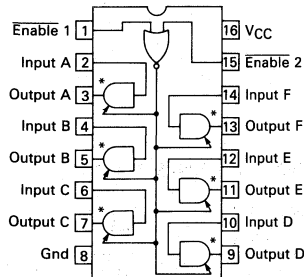 Enable 1 1
Input A 2
Output A 3
Input B 4
Output B 5
Input C 6
Output C 7
Gnd 8
16 VCC
15 Enable 2
14 Input F
13 Output F
12 Input E
11 Output E
10 Input D
9 Output D
*
*
*
*
*
*